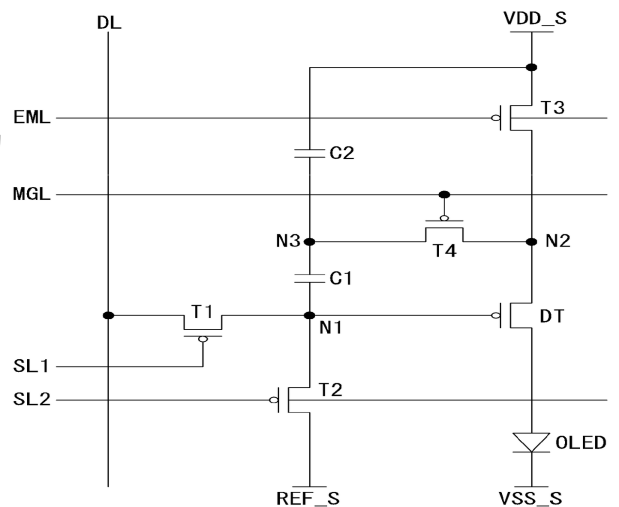 DL
VDD_S
EML
T3
C2
MGL
N3
T4
N2
C1
T1
N1
DT
SL1
SL2
T2
OLED
REF_S
VSS_S